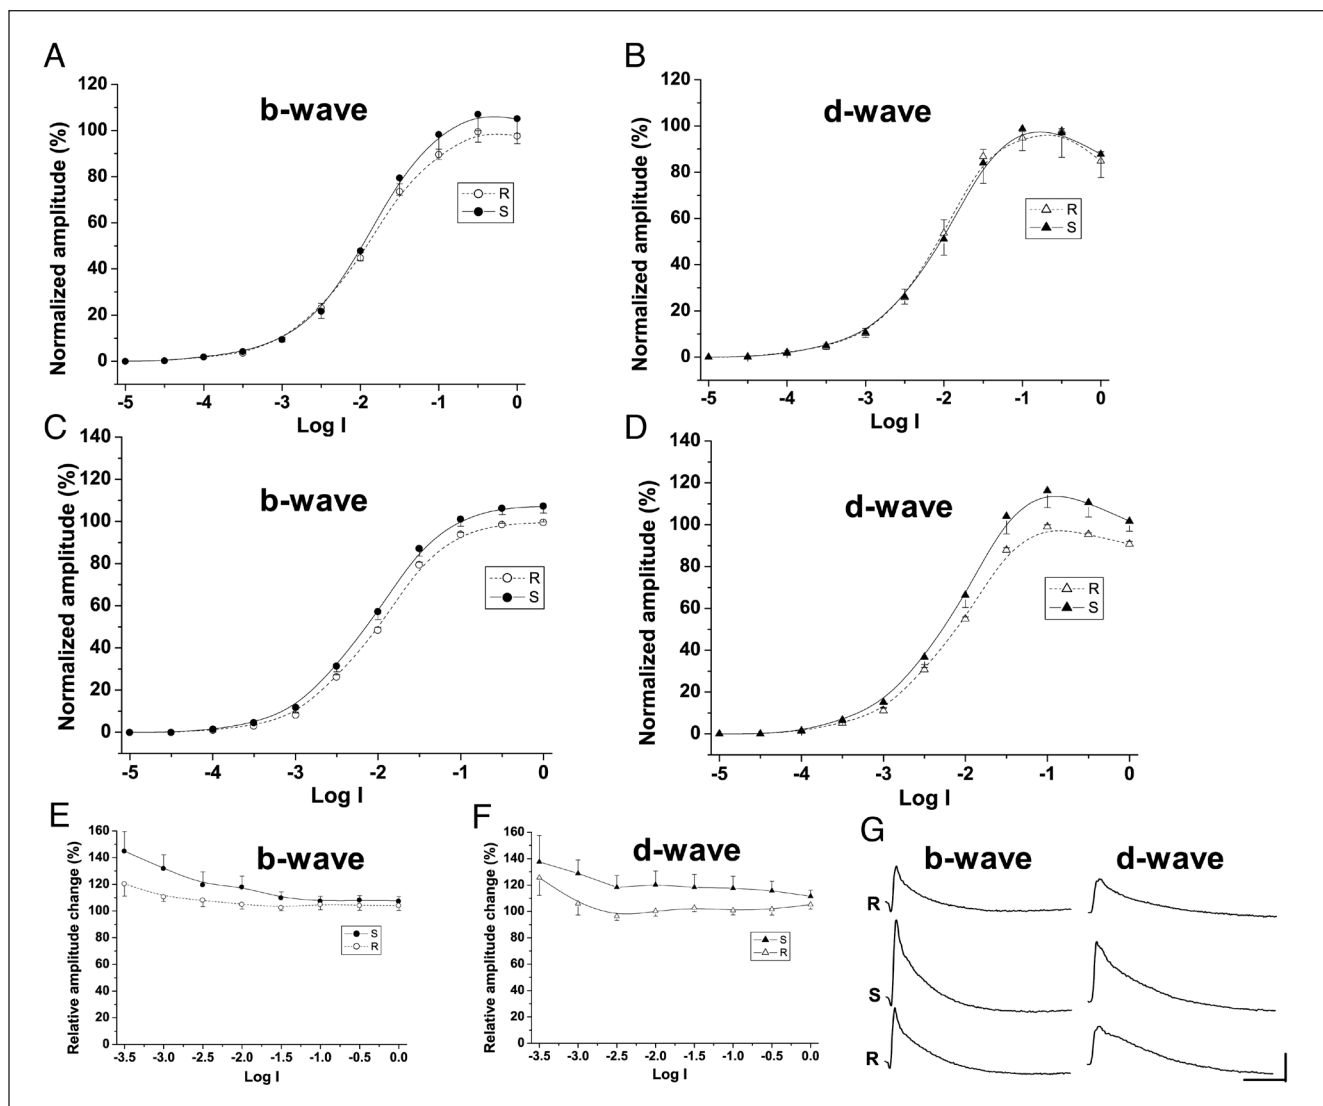 A
b-wave
Normalized amplitude (%)
120
100
80
60
40
20
0
R
S
-5 -4 -3 -2 -1 0
Log I
B
d-wave
Normalized amplitude (%)
120
100
80
60
40
20
0
R
S
-5 -4 -3 -2 -1 0
Log I
C
b-wave
Normalized amplitude (%)
140
120
100
80
60
40
20
0
R
S
-5 -4 -3 -2 -1 0
Log I
D
d-wave
Normalized amplitude (%)
140
120
100
80
60
40
20
0
R
S
-5 -4 -3 -2 -1 0
Log I
E
b-wave
Relative amplitude change (%)
160
140
120
100
80
60
40
20
0
S
R
-3.5 -3.0 -2.5 -2.0 -1.5 -1.0 -0.5 0.0
Log I
F
d-wave
Relative amplitude change (%)
160
140
120
100
80
60
40
20
0
S
R
-3.5 -3.0 -2.5 -2.0 -1.5 -1.0 -0.5 0.0
Log I
G
b-wave d-wave
R
S
R